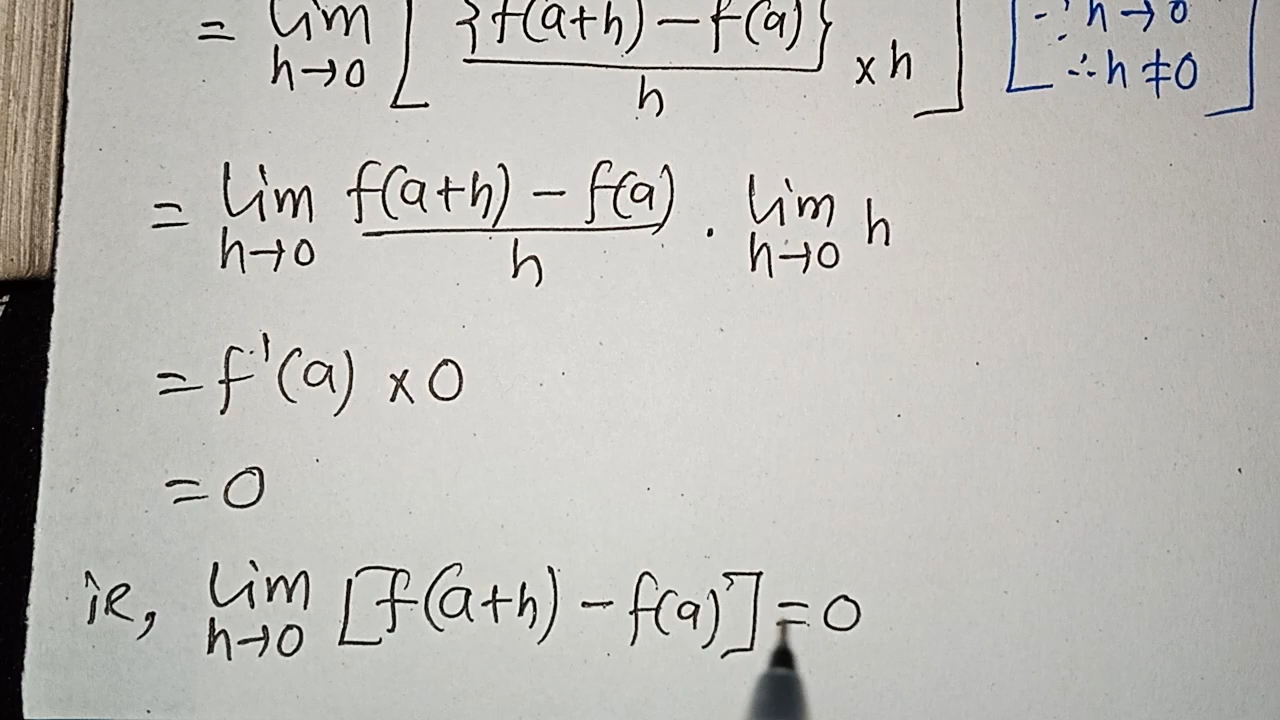 = lim h→0 [ {f(a+h) − f(a)} / h × h ] [ ∵ h → 0 ∴ h ≠ 0 ]
= lim h→0 f(a+h) − f(a) / h . lim h→0 h
= f'(a) × 0
= 0
ie, lim h→0 [f(a+h) − f(a)] = 0